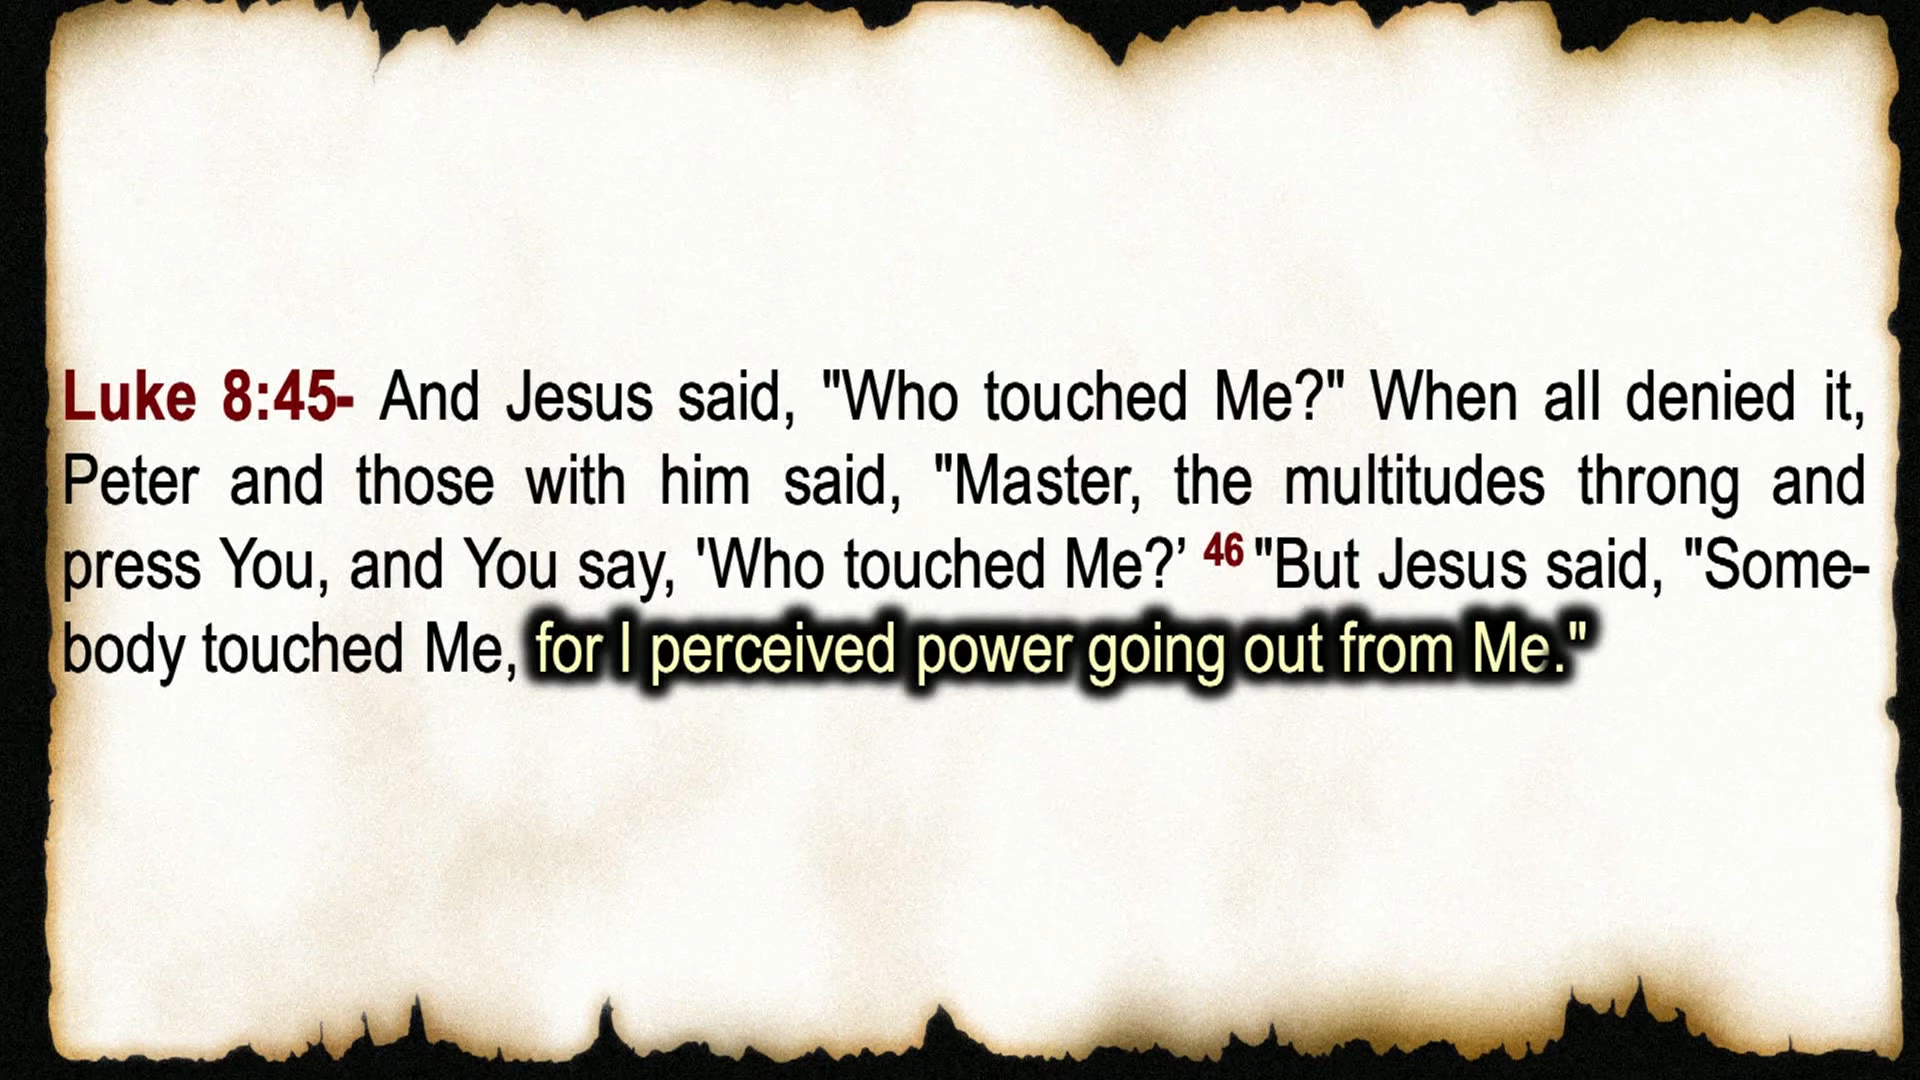 Luke 8:45- And Jesus said, "Who touched Me?" When all denied it,
Peter and those with him said, "Master, the multitudes throng and
press You, and You say, 'Who touched Me?’ 46 "But Jesus said, "Some-
body touched Me, for I perceived power going out from Me."